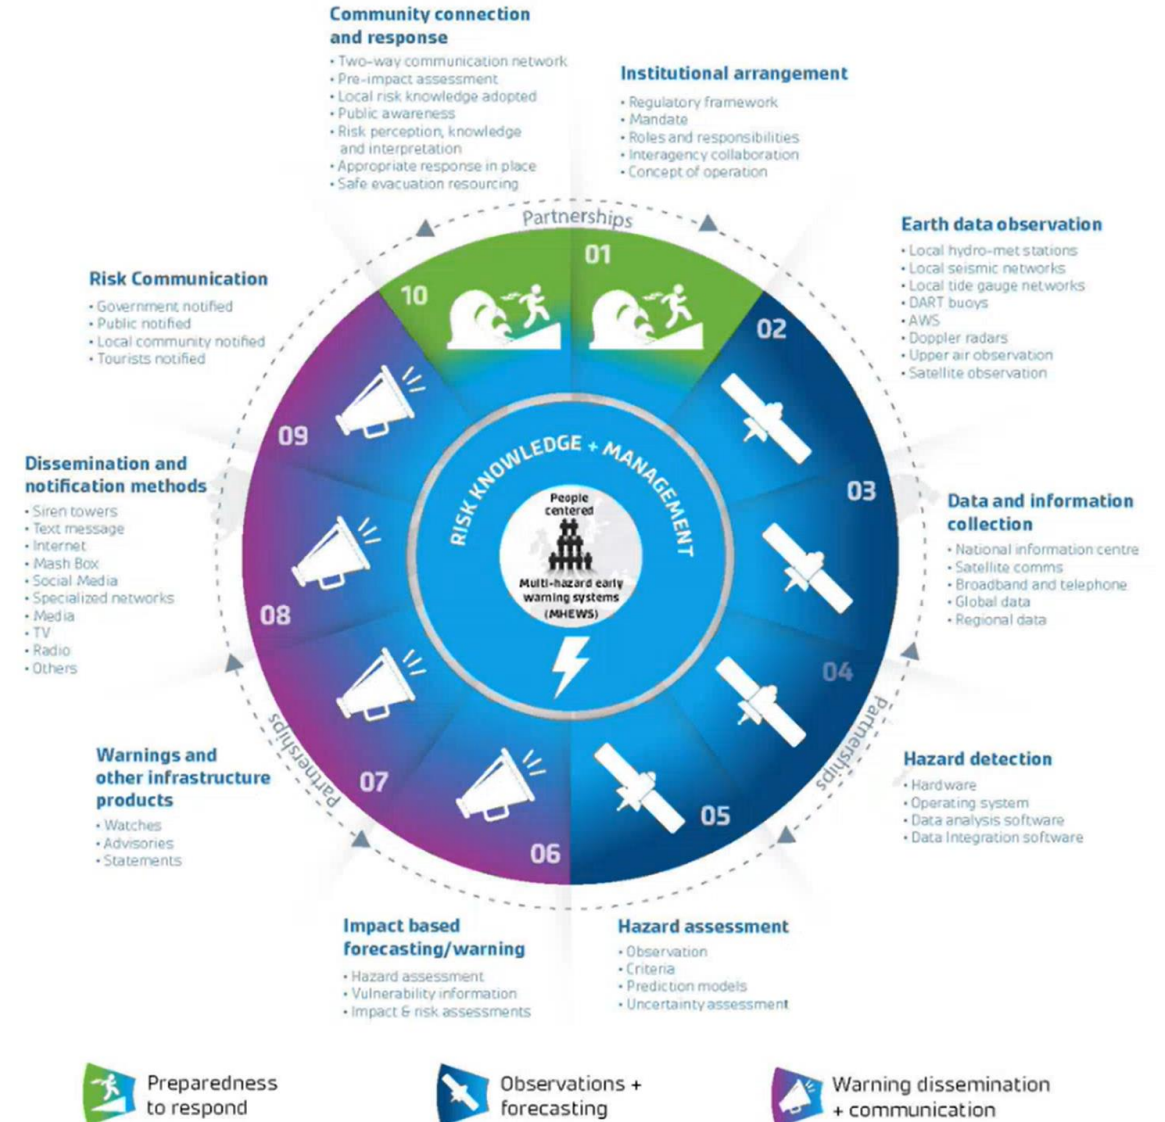 Community connection
and response
• Two-way communication network
• Pre-impact assessment
• Local risk knowledge adopted
• Public awareness
• Risk perception, knowledge
and interpretation
• Appropriate response in place
• Safe evacuation resourcing
Institutional arrangement
• Regulatory framework
• Mandate
• Roles and responsibilities
• Interagency collaboration
• Concept of operation
Earth data observation
• Local hydro-met stations
• Local seismic networks
• Local tide gauge networks
• DART buoys
• AWS
• Doppler radars
• Upper air observation
• Satellite observation
Data and information
collection
• National information centre
• Satellite comms
• Broadband and telephone
• Global data
• Regional data
Hazard detection
• Hardware
• Operating system
• Data analysis software
• Data Integration software
Hazard assessment
• Observation
• Criteria
• Prediction models
• Uncertainty assessment
Impact based
forecasting/warning
• Hazard assessment
• Vulnerability information
• Impact & risk assessments
Warnings and
other infrastructure
products
• Watches
• Advisories
• Statements
Dissemination and
notification methods
• Siren towers
• Text message
• Internet
• Mash Box
• Social Media
• Specialized networks
• Media
• TV
• Radio
• Others
Risk Communication
• Government notified
• Public notified
• Local community notified
• Tourists notified
Partnerships
Partnerships
Partnerships
01
02
03
04
05
06
07
08
09
10
RISK KNOWLEDGE + MANAGEMENT
People
centered
Multi-hazard early
warning systems
(MHEWS)
Preparedness
to respond
Observations +
forecasting
Warning dissemination
+ communication